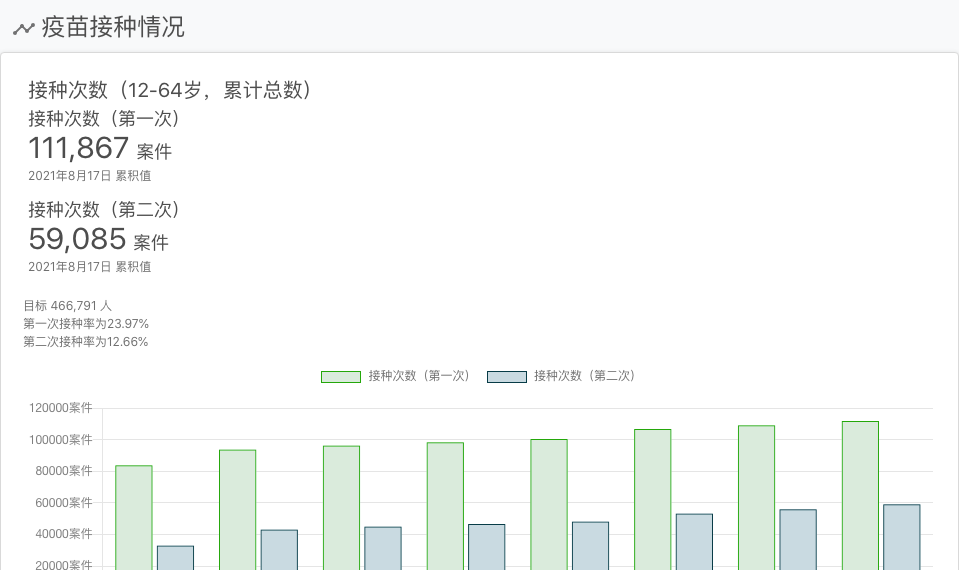 疫苗接种情况
接种次数（12-64岁，累计总数）
接种次数（第一次）
111,867 案件
2021年8月17日 累积值
接种次数（第二次）
59,085 案件
2021年8月17日 累积值
目标 466,791 人
第一次接种率为23.97%
第二次接种率为12.66%
接种次数（第一次） 接种次数（第二次）
120000案件
100000案件
80000案件
60000案件
40000案件
20000案件